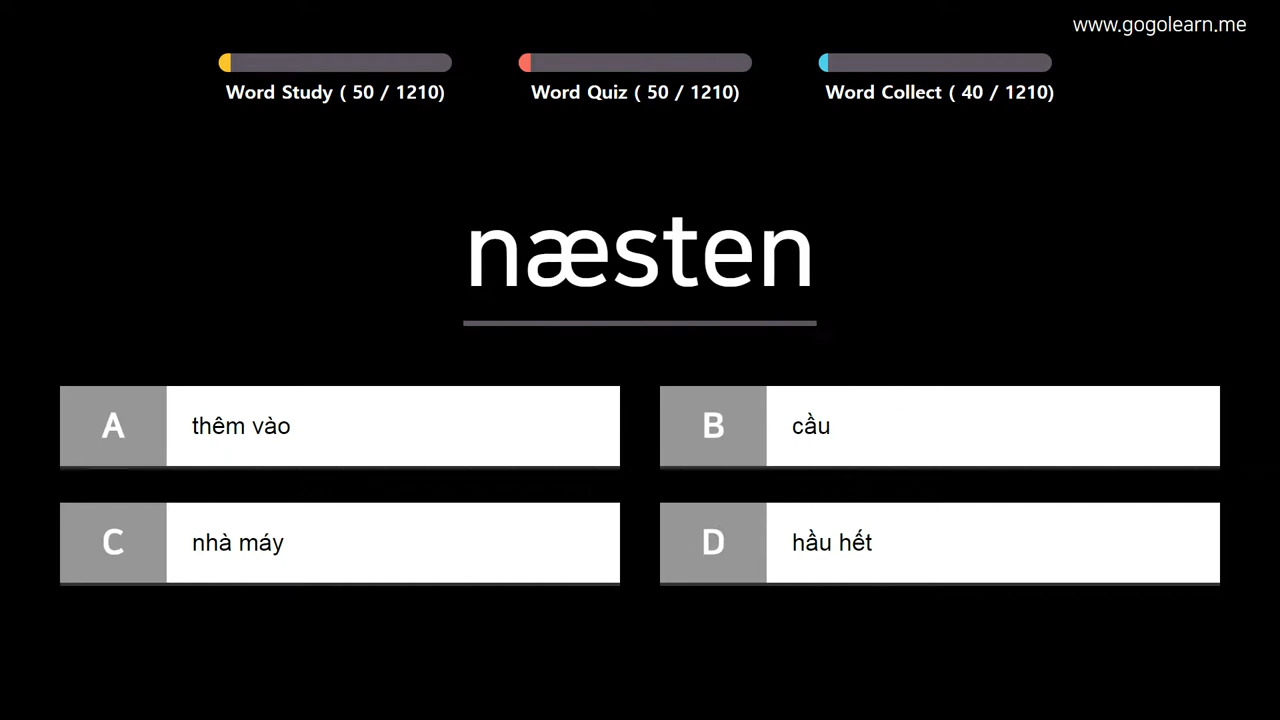 www.gogolearn.me
Word Study ( 50 / 1210)
Word Quiz ( 50 / 1210)
Word Collect ( 40 / 1210)
næsten
A thêm vào
B cầu
C nhà máy
D hầu hết